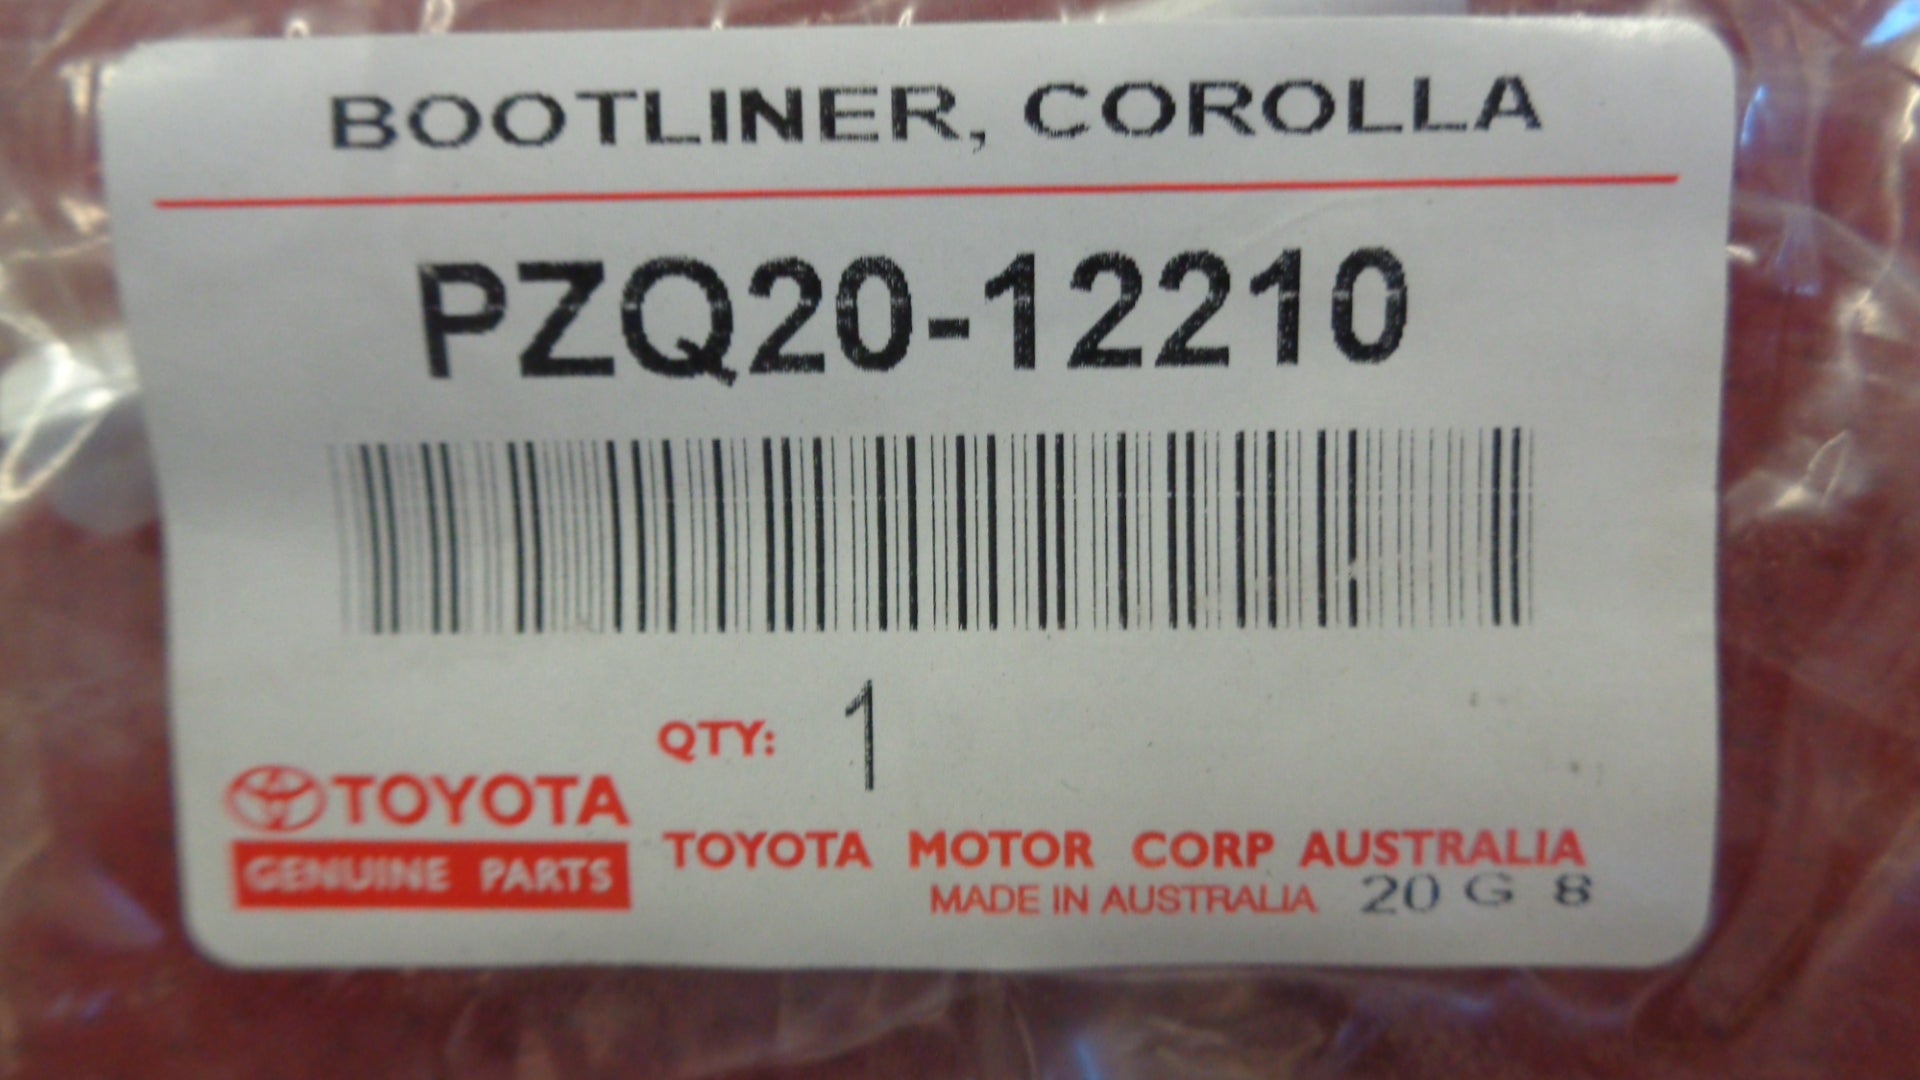 BOOTLINER, COROLLA
PZQ20-12210
QTY: 1
TOYOTA
GENUINE PARTS
TOYOTA MOTOR CORP AUSTRALIA
MADE IN AUSTRALIA 20 G 8